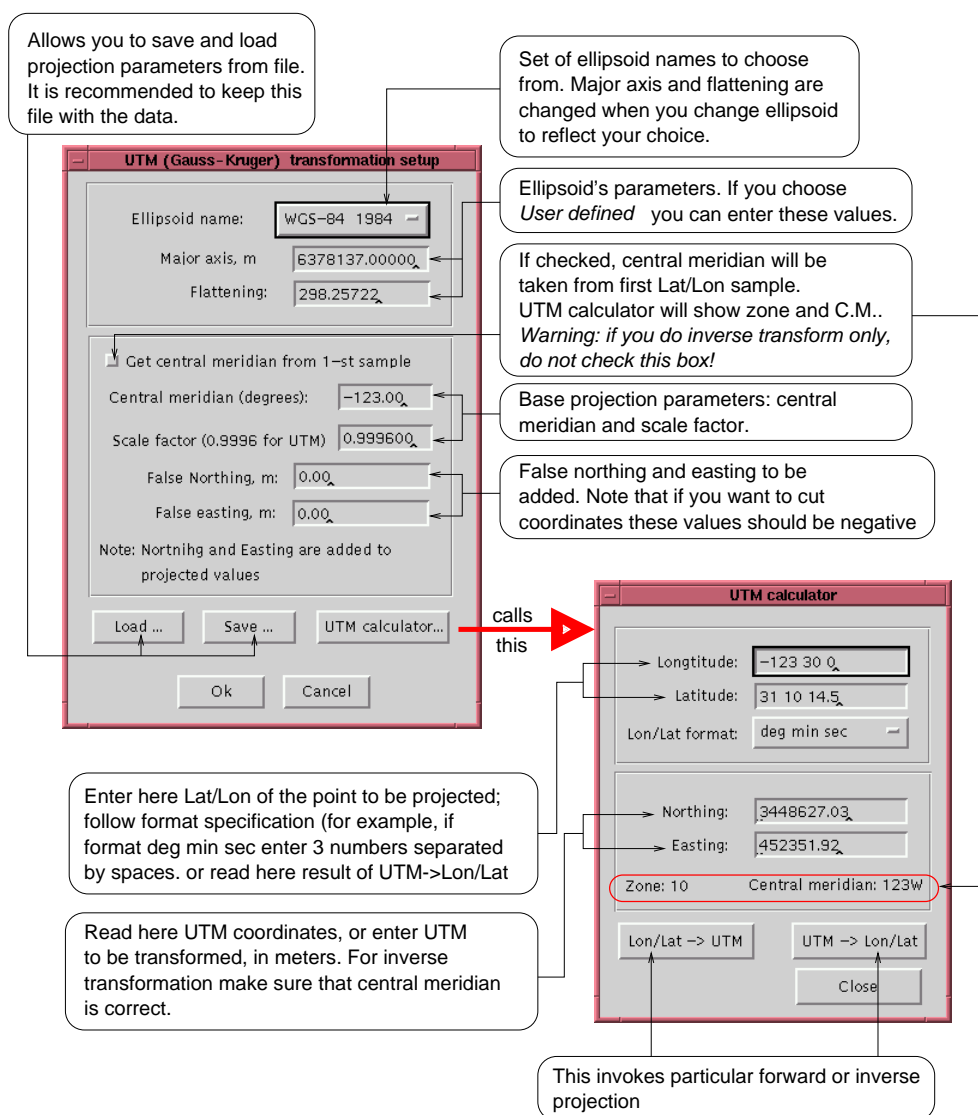 Allows you to save and load
projection parameters from file.
It is recommended to keep this
file with the data.
Set of ellipsoid names to choose
from. Major axis and flattening are
changed when you change ellipsoid
to reflect your choice.
UTM (Gauss-Kruger) transformation setup
Ellipsoid name: WGS-84 1984
Major axis, m 6378137.00000
Flattening: 298.25722
Ellipsoid's parameters. If you choose
User defined you can enter these values.
If checked, central meridian will be
taken from first Lat/Lon sample.
UTM calculator will show zone and C.M..
Warning: if you do inverse transform only,
do not check this box!
Get central meridian from 1-st sample
Central meridian (degrees): -123.00
Scale factor (0.9996 for UTM) 0.999600
False Northing, m: 0.00
False easting, m: 0.00
Note: Nortnihg and Easting are added to
projected values
Base projection parameters: central
meridian and scale factor.
False northing and easting to be
added. Note that if you want to cut
coordinates these values should be negative
Load ... Save ... UTM calculator...
Ok Cancel
calls
this
UTM calculator
Longtitude: -123 30 0
Latitude: 31 10 14.5
Lon/Lat format: deg min sec
Northing: 3448627.03
Easting: 452351.92
Zone: 10 Central meridian: 123W
Lon/Lat -> UTM UTM -> Lon/Lat
Close
Enter here Lat/Lon of the point to be projected;
follow format specification (for example, if
format deg min sec enter 3 numbers separated
by spaces. or read here result of UTM->Lon/Lat
Read here UTM coordinates, or enter UTM
to be transformed, in meters. For inverse
transformation make sure that central meridian
is correct.
This invokes particular forward or inverse
projection